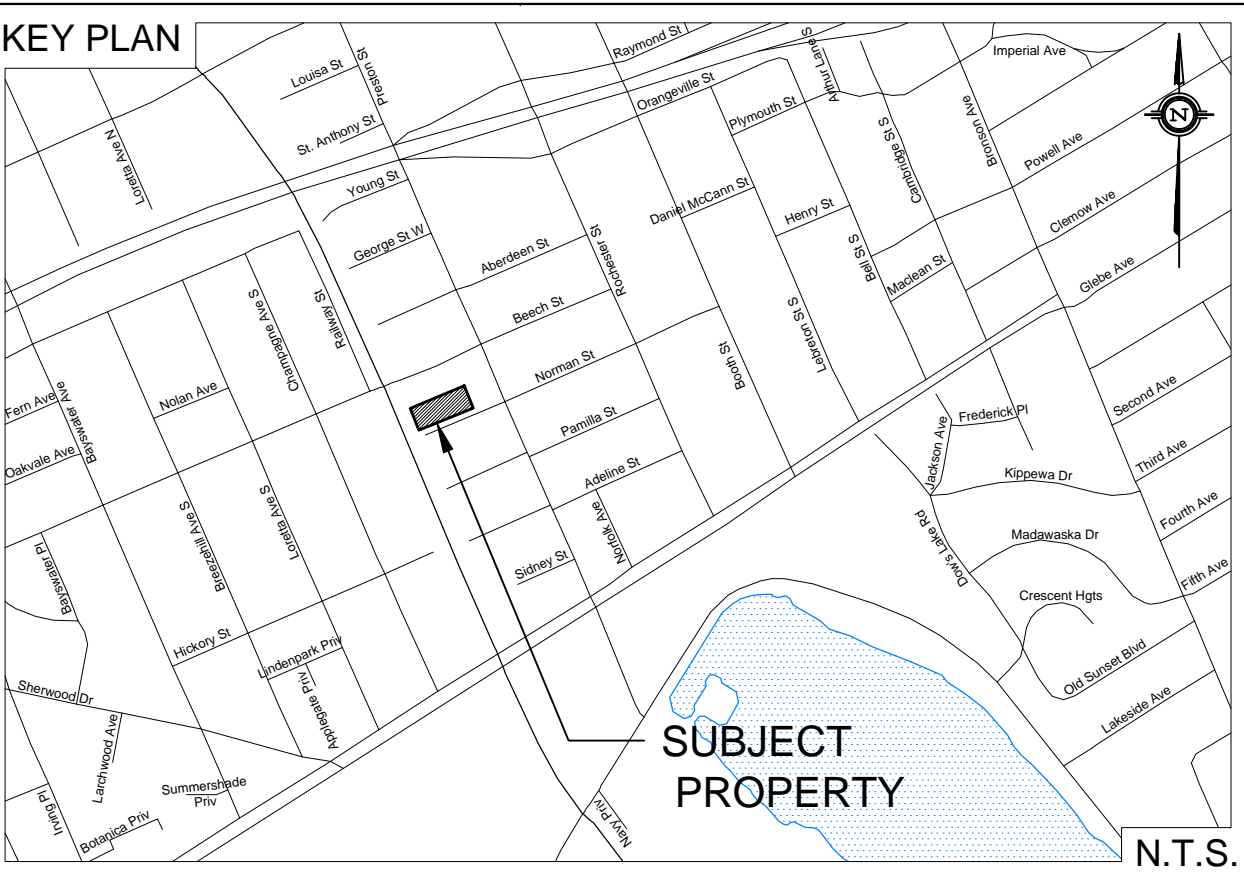 KEY PLAN
Louisa St
Preston St
Raymond St
Arthur Lane S
Imperial Ave
St. Anthony St
Orangeville St
Plymouth St
Cambridge St S
Bronson Ave
N
Loretta Ave N
Young St
Daniel McCann St
Powell Ave
George St W
Henry St
Clemow Ave
Aberdeen St
Rochester St
Bell St S
Maclean St
Glebe Ave
Champagne Ave S
Railway St
Beech St
Norman St
Booth St
Lebreton St S
Fern Ave
Bayswater Ave
Nolan Ave
Second Ave
Pamilla St
Jackson Ave
Frederick Pl
Oakvale Ave
Adeline St
Kippewa Dr
Third Ave
Breezehill Ave S
Loretta Ave S
Norfolk Ave
Dow's Lake Rd
Fourth Ave
Madawaska Dr
Bayswater Pl
Sidney St
Crescent Hgts
Fifth Ave
Hickory St
Lindenpark Priv
Old Sunset Blvd
Sherwood Dr
Applegate Priv
Lakeside Ave
Larchwood Ave
SUBJECT
PROPERTY
Summershade
Priv
Irving Pl
Botanica Priv
Navy Priv
N.T.S.